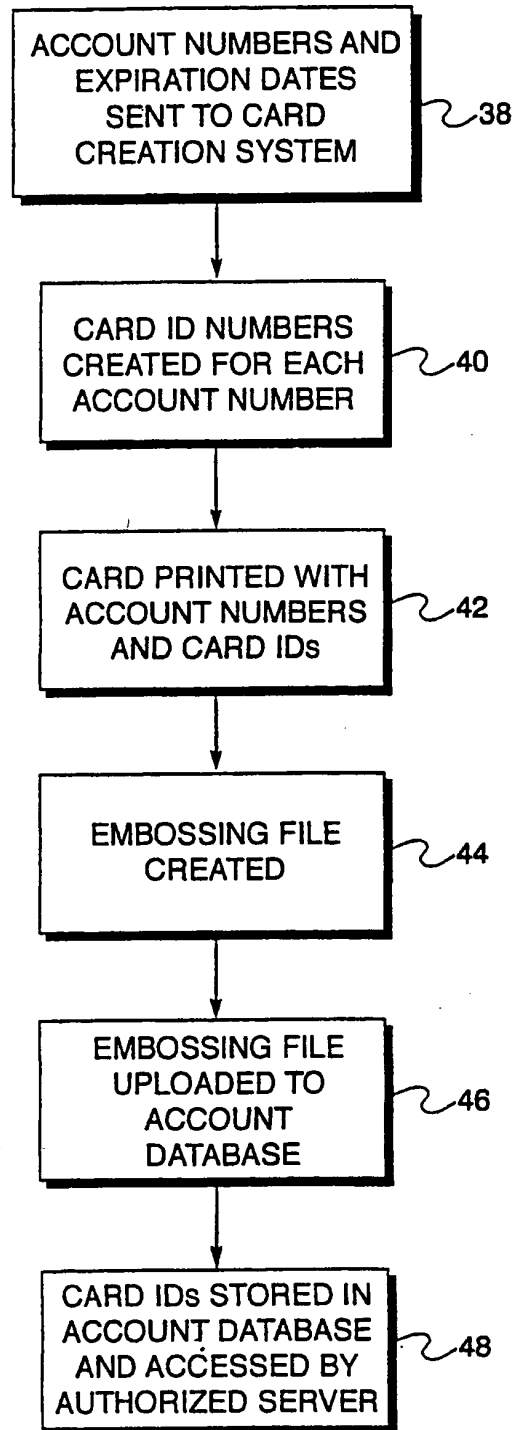 ACCOUNT NUMBERS AND
EXPIRATION DATES
SENT TO CARD
CREATION SYSTEM
38
CARD ID NUMBERS
CREATED FOR EACH
ACCOUNT NUMBER
40
CARD PRINTED WITH
ACCOUNT NUMBERS
AND CARD IDs
42
EMBOSSING FILE
CREATED
44
EMBOSSING FILE
UPLOADED TO
ACCOUNT
DATABASE
46
CARD IDs STORED IN
ACCOUNT DATABASE
AND ACCESSED BY
AUTHORIZED SERVER
48